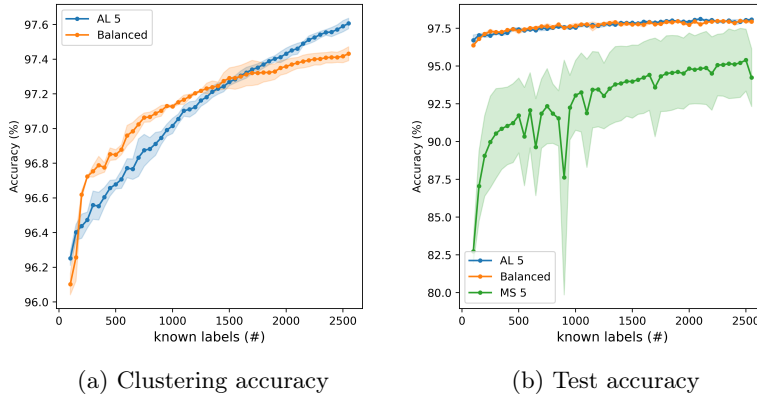 AL 5
Balanced
97.6
97.4
97.2
97.0
96.8
96.6
96.4
96.2
96.0
Accuracy (%)
0 500 1000 1500 2000 2500
known labels (#)
(a) Clustering accuracy
97.5
95.0
92.5
90.0
87.5
85.0
82.5
80.0
Accuracy (%)
AL 5
Balanced
MS 5
0 500 1000 1500 2000 2500
known labels (#)
(b) Test accuracy